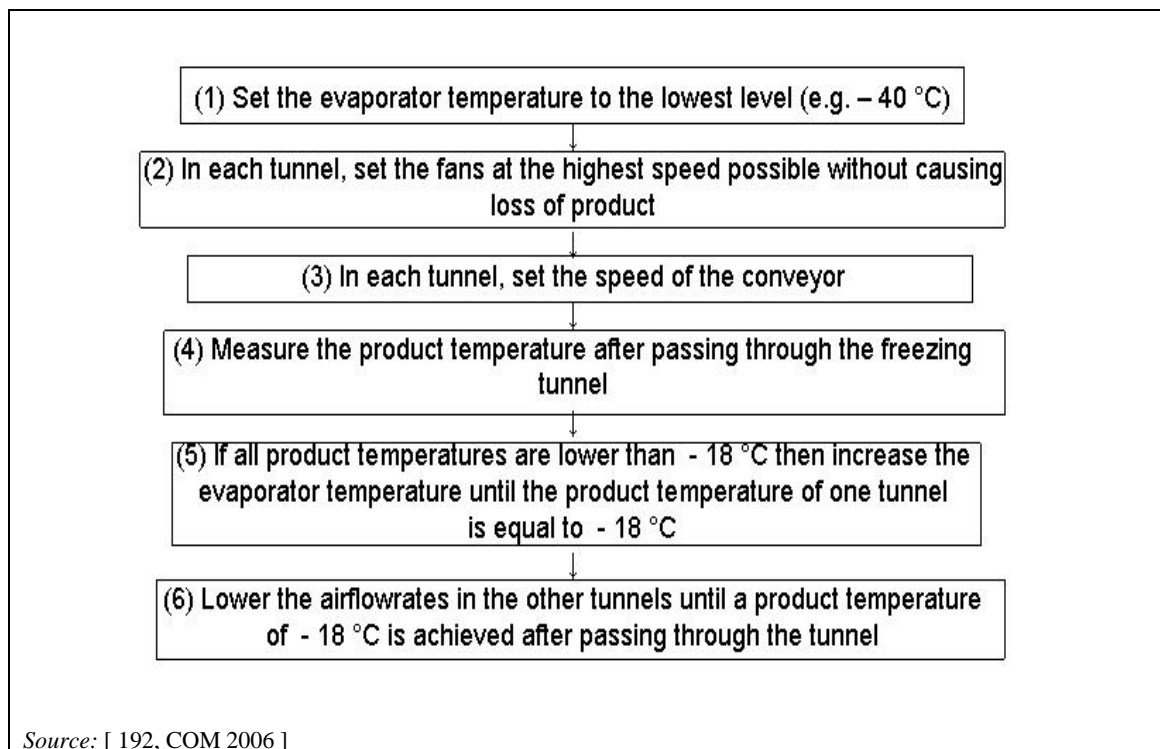 (1) Set the evaporator temperature to the lowest level (e.g. – 40 °C)
(2) In each tunnel, set the fans at the highest speed possible without causing
loss of product
(3) In each tunnel, set the speed of the conveyor
(4) Measure the product temperature after passing through the freezing
tunnel
(5) If all product temperatures are lower than - 18 °C then increase the
evaporator temperature until the product temperature of one tunnel
is equal to - 18 °C
(6) Lower the airflowrates in the other tunnels until a product temperature
of - 18 °C is achieved after passing through the tunnel
Source: [ 192, COM 2006 ]